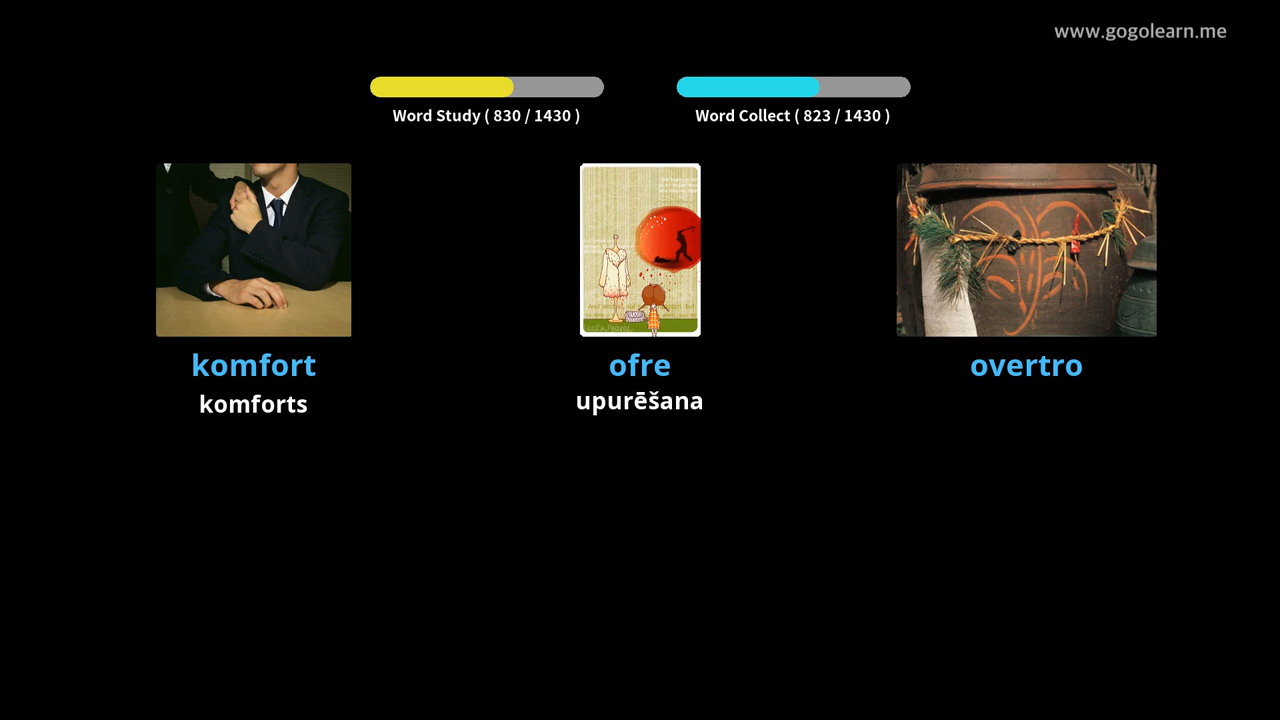 www.gogolearn.me
Word Study ( 830 / 1430 )
Word Collect ( 823 / 1430 )
komfort
komforts
ofre
upurēšana
overtro